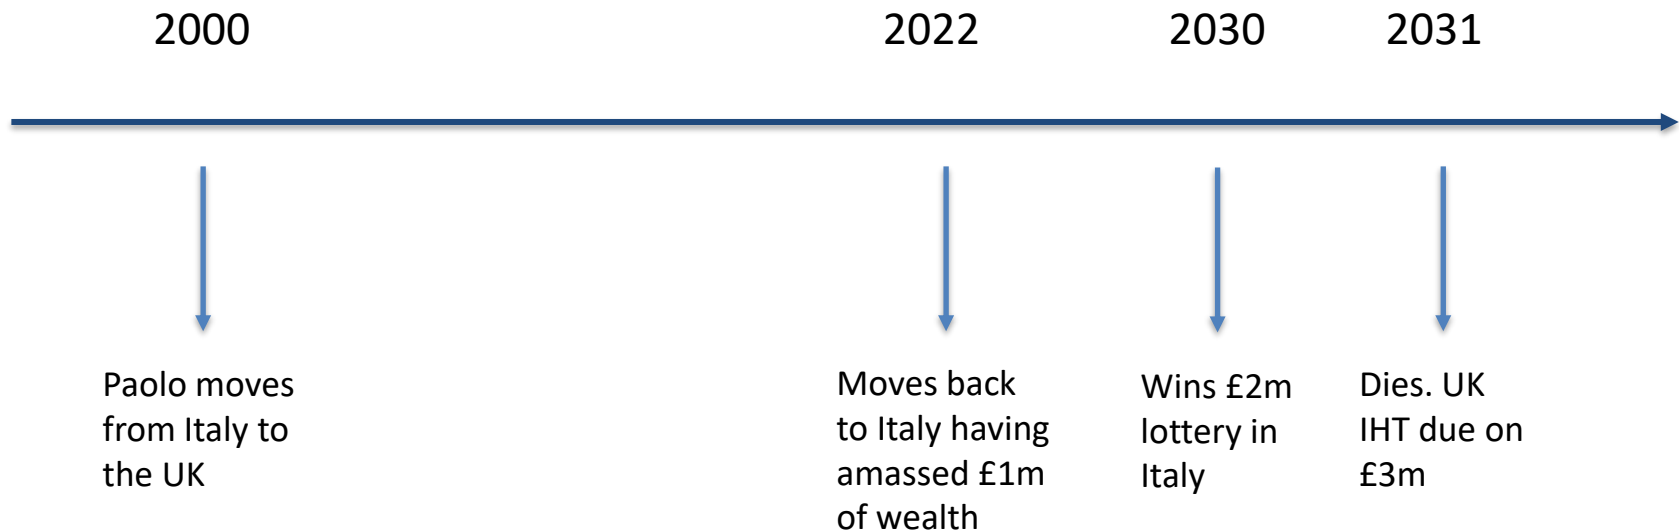 2000
2022
2030
2031
Paolo moves
from Italy to
the UK
Moves back
to Italy having
amassed £1m
of wealth
Wins £2m
lottery in
Italy
Dies. UK
IHT due on
£3m